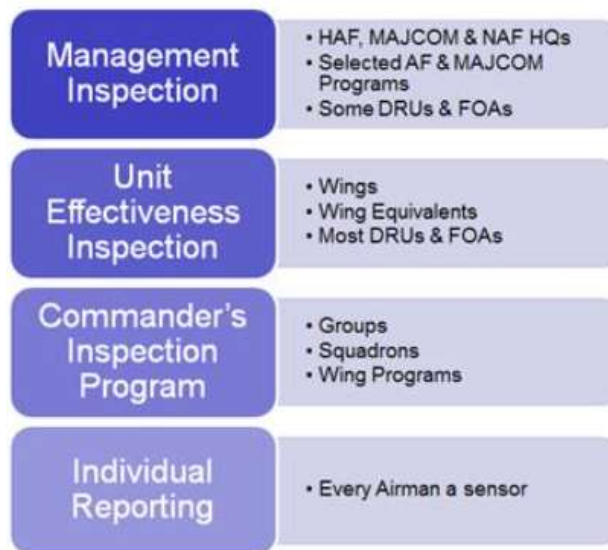 Management
Inspection
• HAF, MAJCOM & NAF HQs
• Selected AF & MAJCOM
Programs
• Some DRUs & FOAs
Unit
Effectiveness
Inspection
• Wings
• Wing Equivalents
• Most DRUs & FOAs
Commander's
Inspection
Program
• Groups
• Squadrons
• Wing Programs
Individual
Reporting
• Every Airman a sensor